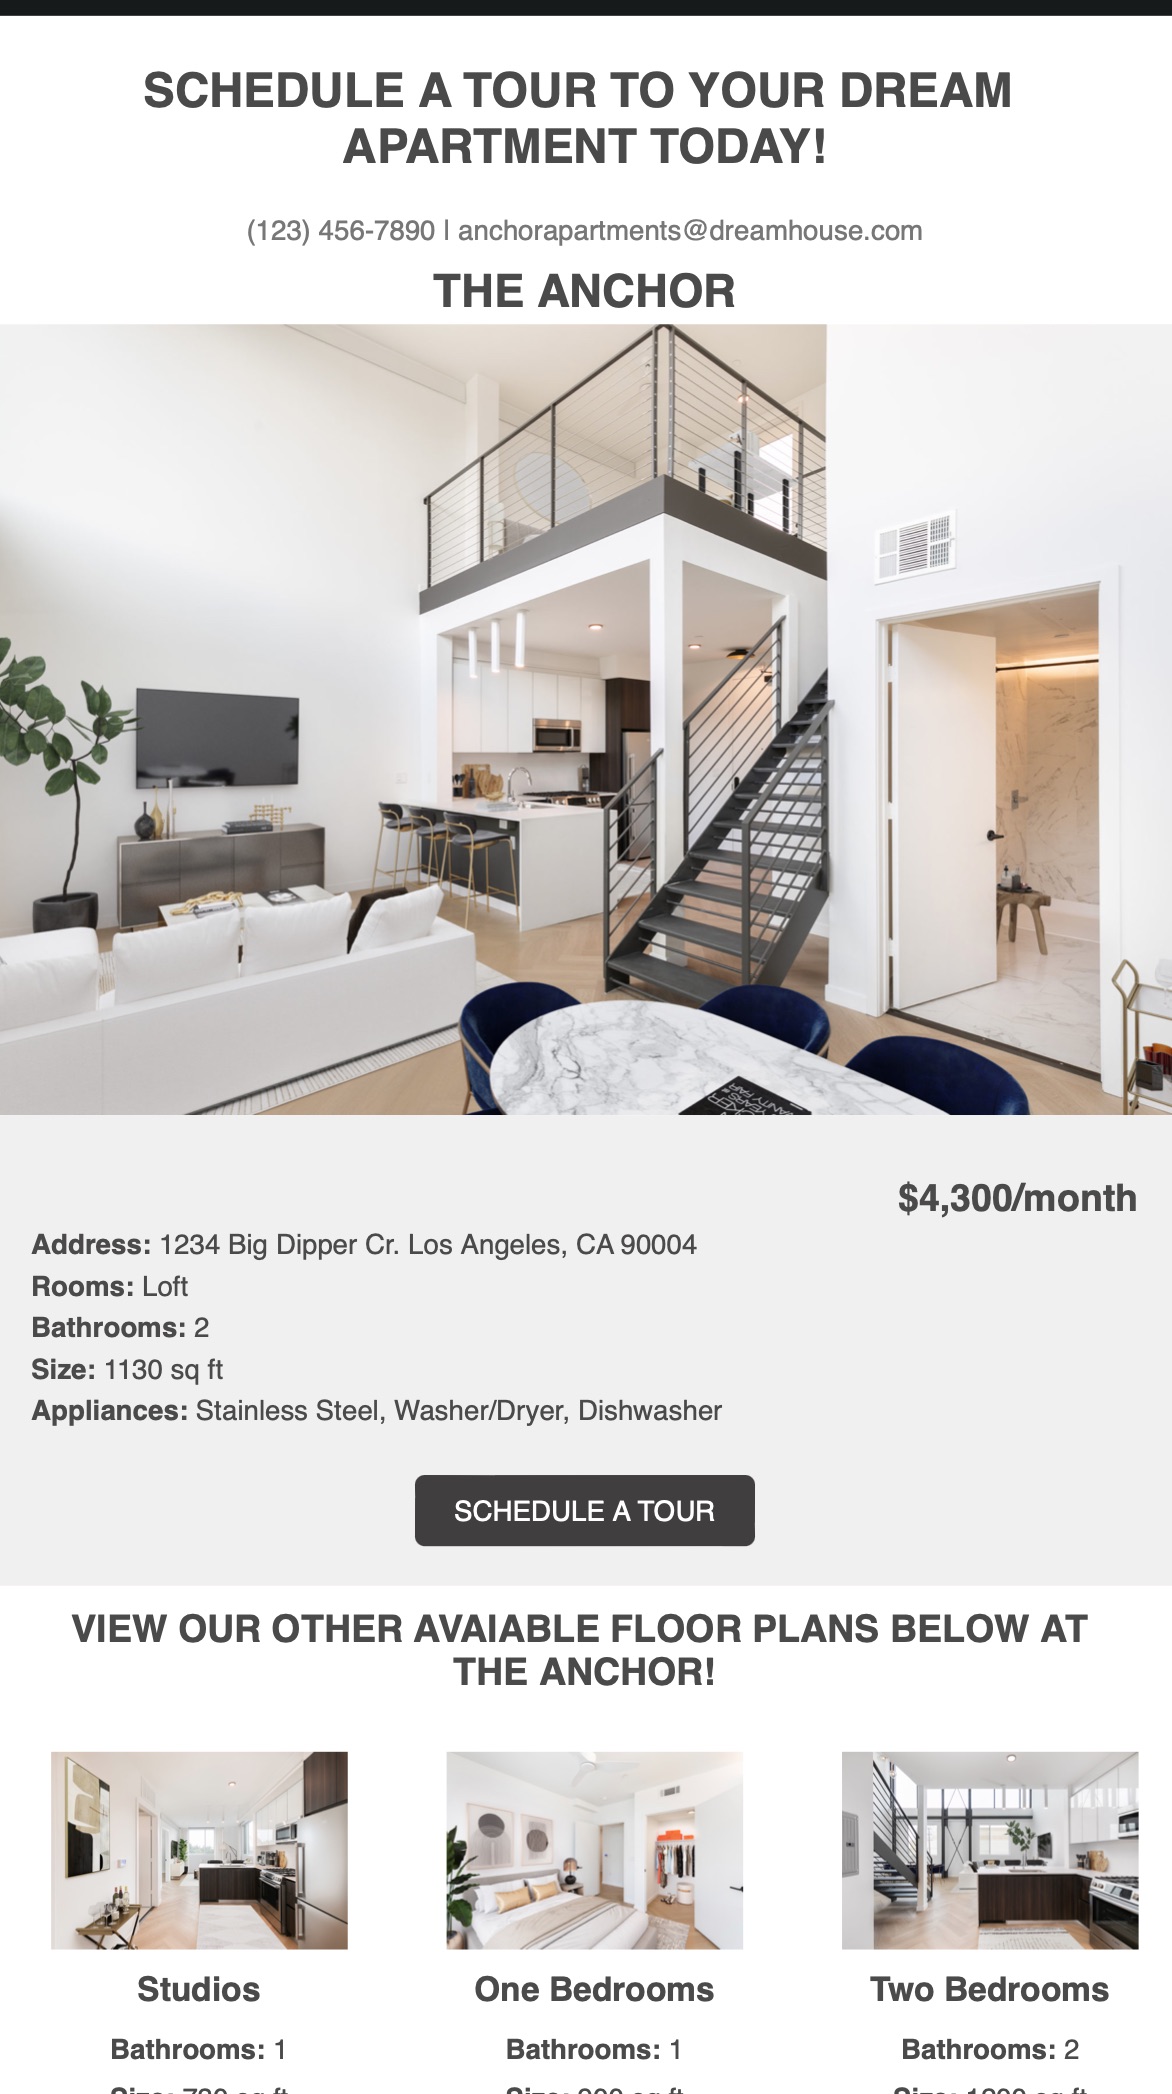 SCHEDULE A TOUR TO YOUR DREAM
APARTMENT TODAY!
(123) 456-7890 | anchorapartments@dreamhouse.com
THE ANCHOR
VANITY FAIR
$4,300/month
Address: 1234 Big Dipper Cr. Los Angeles, CA 90004
Rooms: Loft
Bathrooms: 2
Size: 1130 sq ft
Appliances: Stainless Steel, Washer/Dryer, Dishwasher
SCHEDULE A TOUR
VIEW OUR OTHER AVAIABLE FLOOR PLANS BELOW AT
THE ANCHOR!
Studios
One Bedrooms
Two Bedrooms
Bathrooms: 1
Bathrooms: 1
Bathrooms: 2